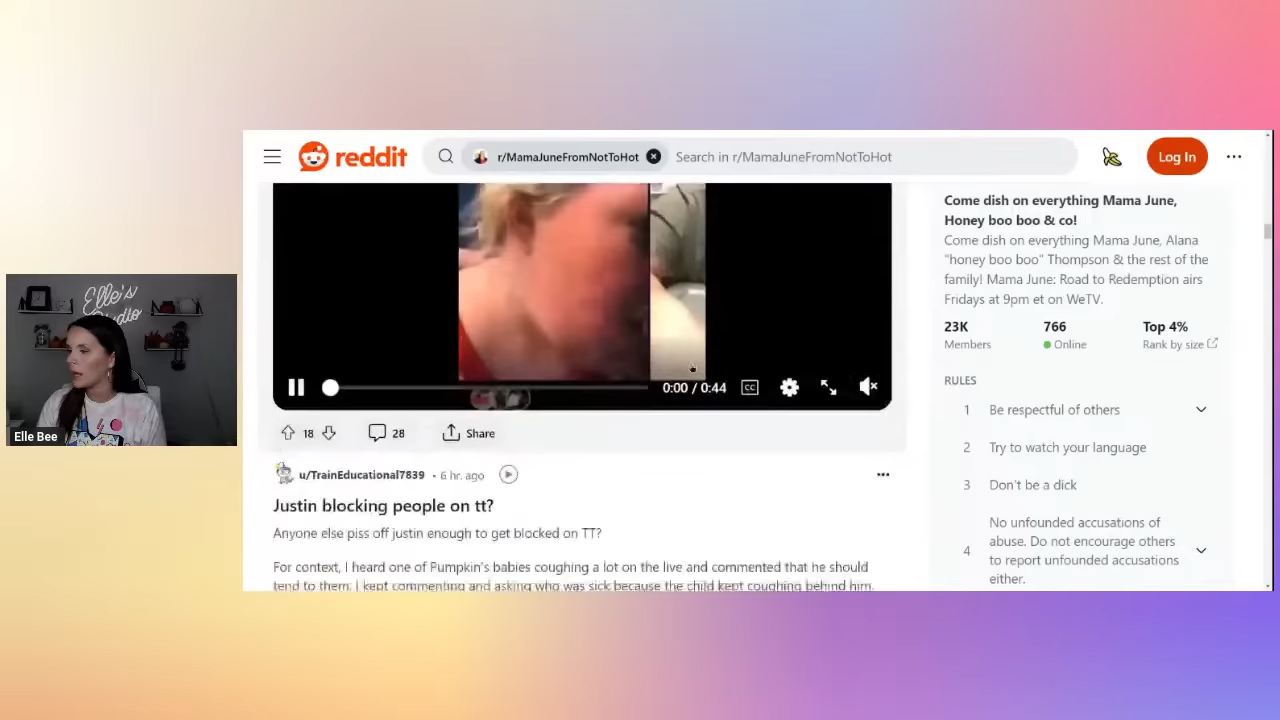 reddit
r/MamaJuneFromNotToHot
Search in r/MamaJuneFromNotToHot
Log In
Elle's
Studio
Elle Bee
0:00 / 0:44
CC
18
28
Share
u/TrainEducational7839 • 6 hr. ago
Justin blocking people on tt?
Anyone else piss off justin enough to get blocked on TT?
For context, I heard one of Pumpkin's babies coughing a lot on the live and commented that he should
tend to them. I kept commenting and asking who was sick because the child kept coughing behind him.
Come dish on everything Mama June,
Honey boo boo & co!
Come dish on everything Mama June, Alana
"honey boo boo" Thompson & the rest of the
family! Mama June: Road to Redemption airs
Fridays at 9pm et on WeTV.
23K
Members
766
Online
Top 4%
Rank by size
RULES
1 Be respectful of others
2 Try to watch your language
3 Don't be a dick
4 No unfounded accusations of
abuse. Do not encourage others
to report unfounded accusations
either.